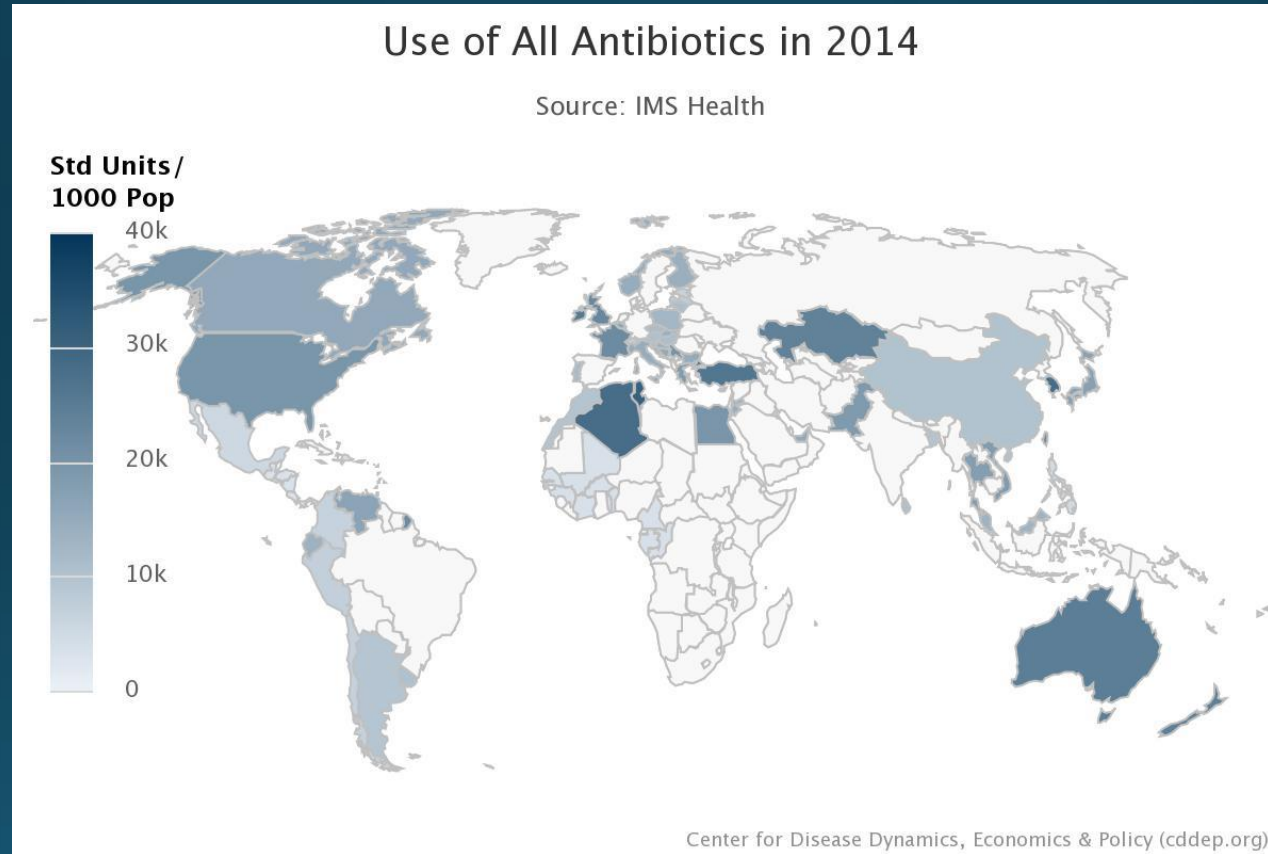 Use of All Antibiotics in 2014
Source: IMS Health
Std Units/
1000 Pop
40k
30k
20k
10k
0
Center for Disease Dynamics, Economics & Policy (cddep.org)